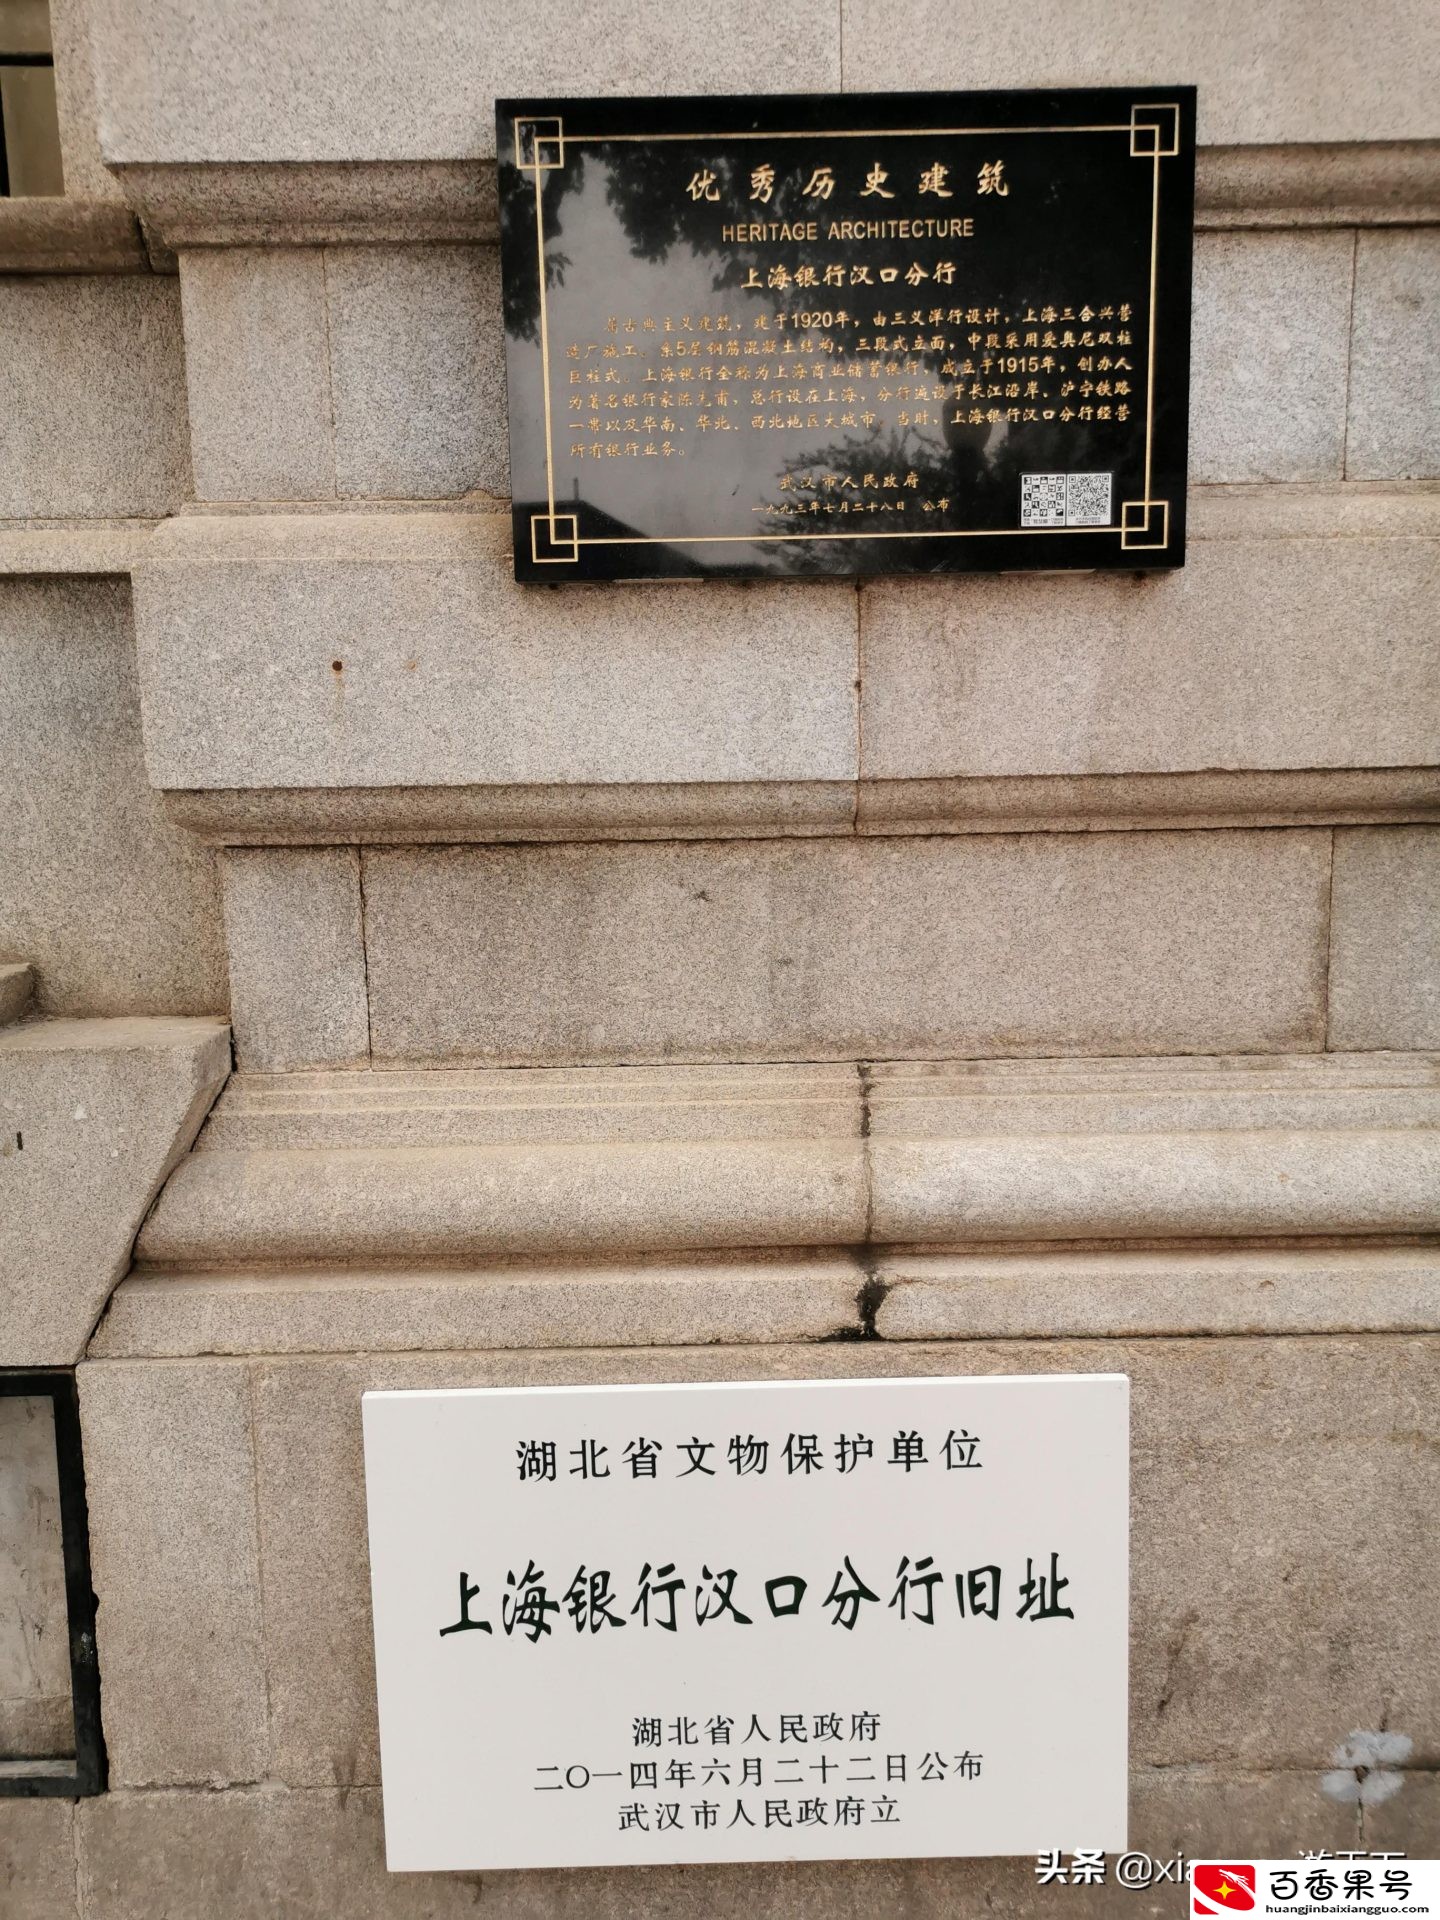 优秀历史建筑
HERITAGE ARCHITECTURE
上海银行汉口分行
属古典主义建筑，建于1920年，由三义洋行设计，上海三合兴营
造厂施工。系5层钢筋混凝土结构，三段式立面，中段采用爱奥尼双柱
巨柱式。上海银行全称为上海商业储蓄银行，成立于1915年，创办人
为著名银行家陈光甫，总行设在上海，分行遍设于长江沿岸、沪宁铁路
一带以及华南、华北、西北地区大城市。当时，上海银行汉口分行经营
所有银行业务。
武汉市人民政府
一九九三年七月二十八日 公布
湖北省文物保护单位
上海银行汉口分行旧址
湖北省人民政府
二〇一四年六月二十二日公布
武汉市人民政府立
头条
百香果号
huangjinbaixiangguo.com